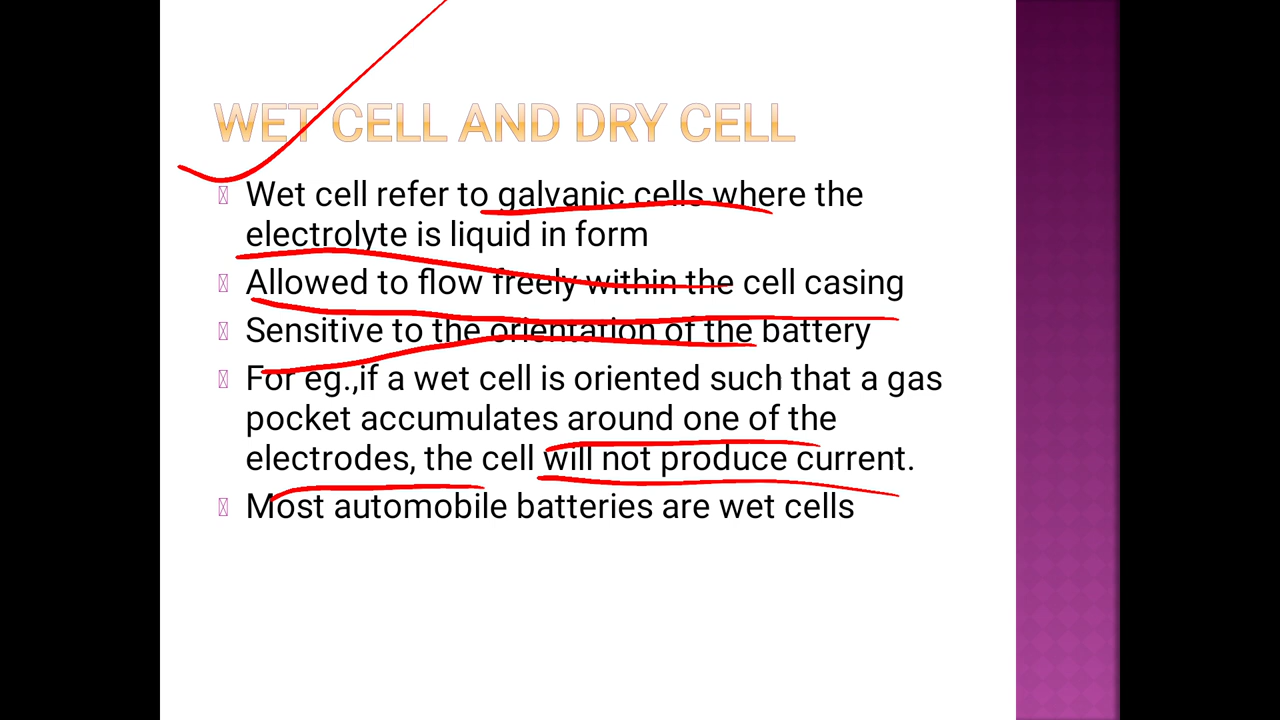 WET CELL AND DRY CELL
Wet cell refer to galvanic cells where the
electrolyte is liquid in form
Allowed to flow freely within the cell casing
Sensitive to the orientation of the battery
For eg.,if a wet cell is oriented such that a gas
pocket accumulates around one of the
electrodes, the cell will not produce current.
Most automobile batteries are wet cells